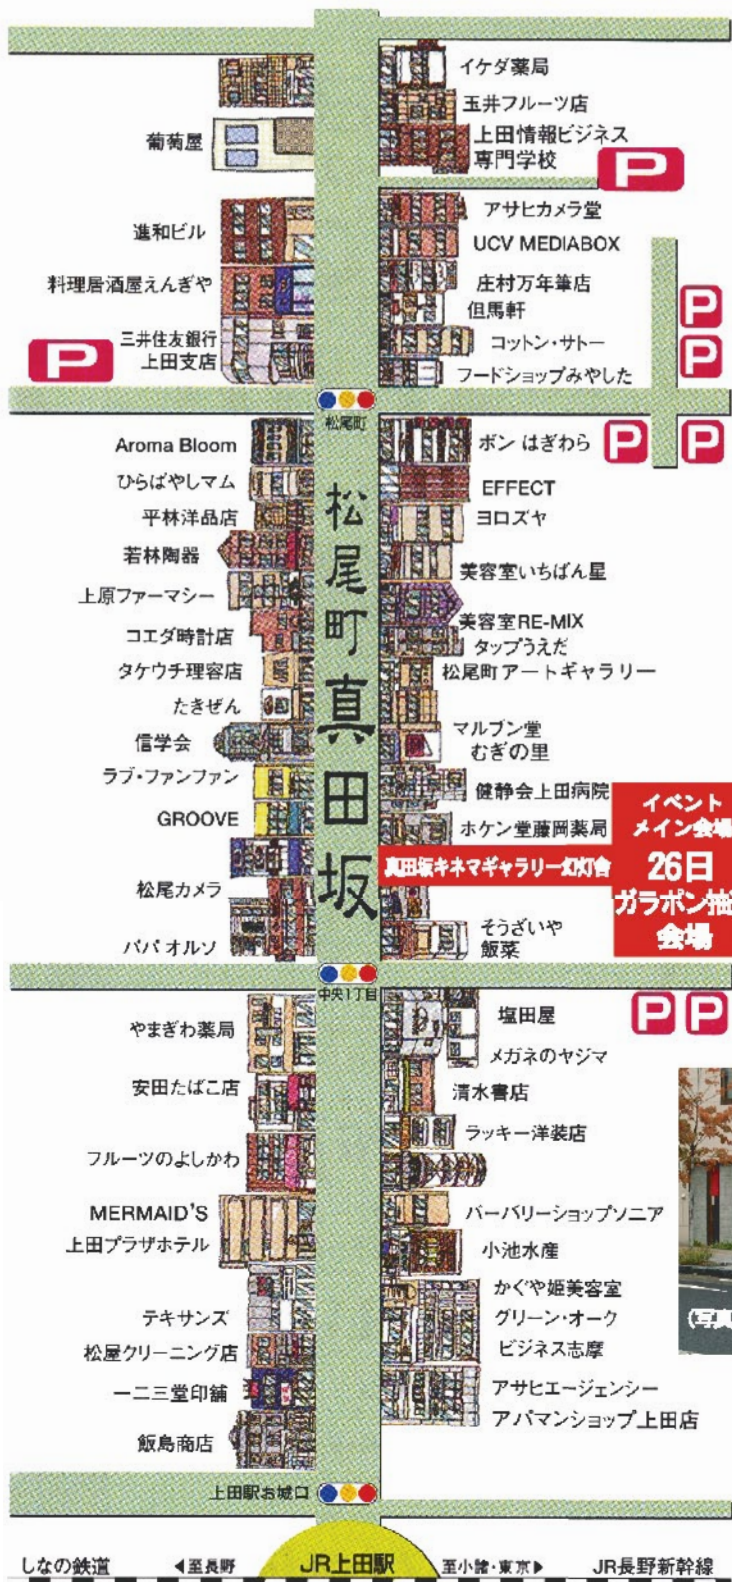 イケダ薬局
玉井フルーツ店
上田情報ビジネス
専門学校
P
葡萄屋
アサヒカメラ堂
UCV MEDIABOX
庄村万年筆店
但馬軒
コットン・サトー
フードショップみやした
P
P
進和ビル
料理居酒屋えんぎや
三井住友銀行
上田支店
P
松尾町
Aroma Bloom
ひらばやしマム
平林洋品店
若林陶器
上原ファーマシー
コエダ時計店
タケウチ理容店
たきぜん
信学会
ラブ・ファンファン
GROOVE
松尾カメラ
パパ オルソ
松尾町真田坂
ボン はぎわら
P
P
EFFECT
ヨロズヤ
美容室いちばん星
美容室RE-MIX
タップうえだ
松尾町アートギャラリー
マルブン堂
むぎの里
健静会上田病院
ホケン堂藤岡薬局
真田坂キネマギャラリー幻灯舎
イベント
メイン会場
26日
ガラポン抽
会場
そうざいや
飯菜
中央1丁目
やまぎわ薬局
安田たばこ店
フルーツのよしかわ
MERMAID'S
上田プラザホテル
テキサンズ
松屋クリーニング店
一二三堂印舗
飯島商店
塩田屋
P
P
メガネのヤジマ
清水書店
ラッキー洋装店
バーバリーショップソニア
小池水産
かぐや姫美容室
グリーン・オーク
ビジネス志摩
アサヒエージェンシー
アパマンショップ上田店
(写真
上田駅お城口
しなの鉄道
◀至長野
JR上田駅
至小諸・東京▶
JR長野新幹線